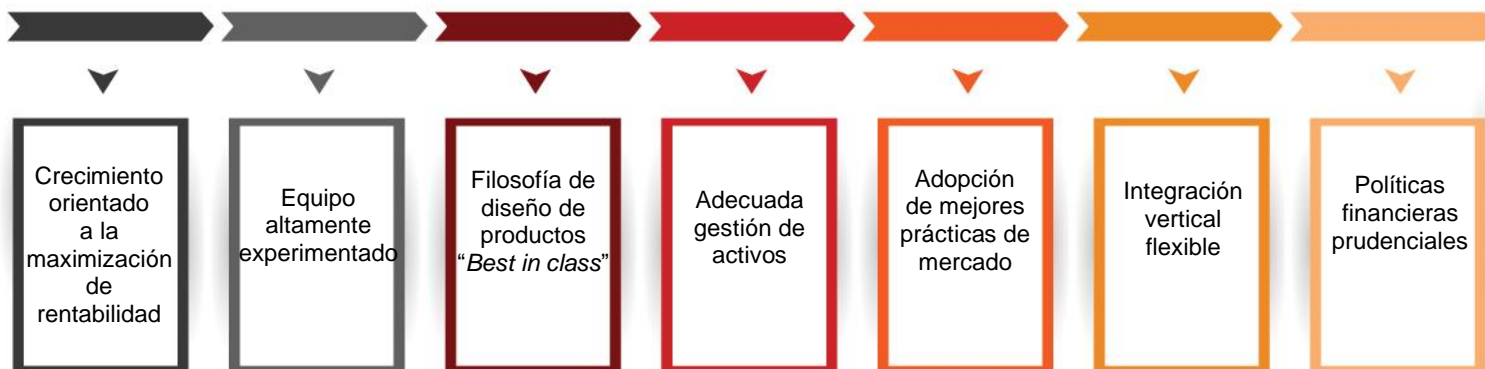 Crecimiento
orientado
a la
maximización
de
rentabilidad
Equipo
altamente
experimentado
Filosofía de
diseño de
productos
“Best in class”
Adecuada
gestión de
activos
Adopción
de mejores
prácticas de
mercado
Integración
vertical
flexible
Políticas
financieras
prudenciales